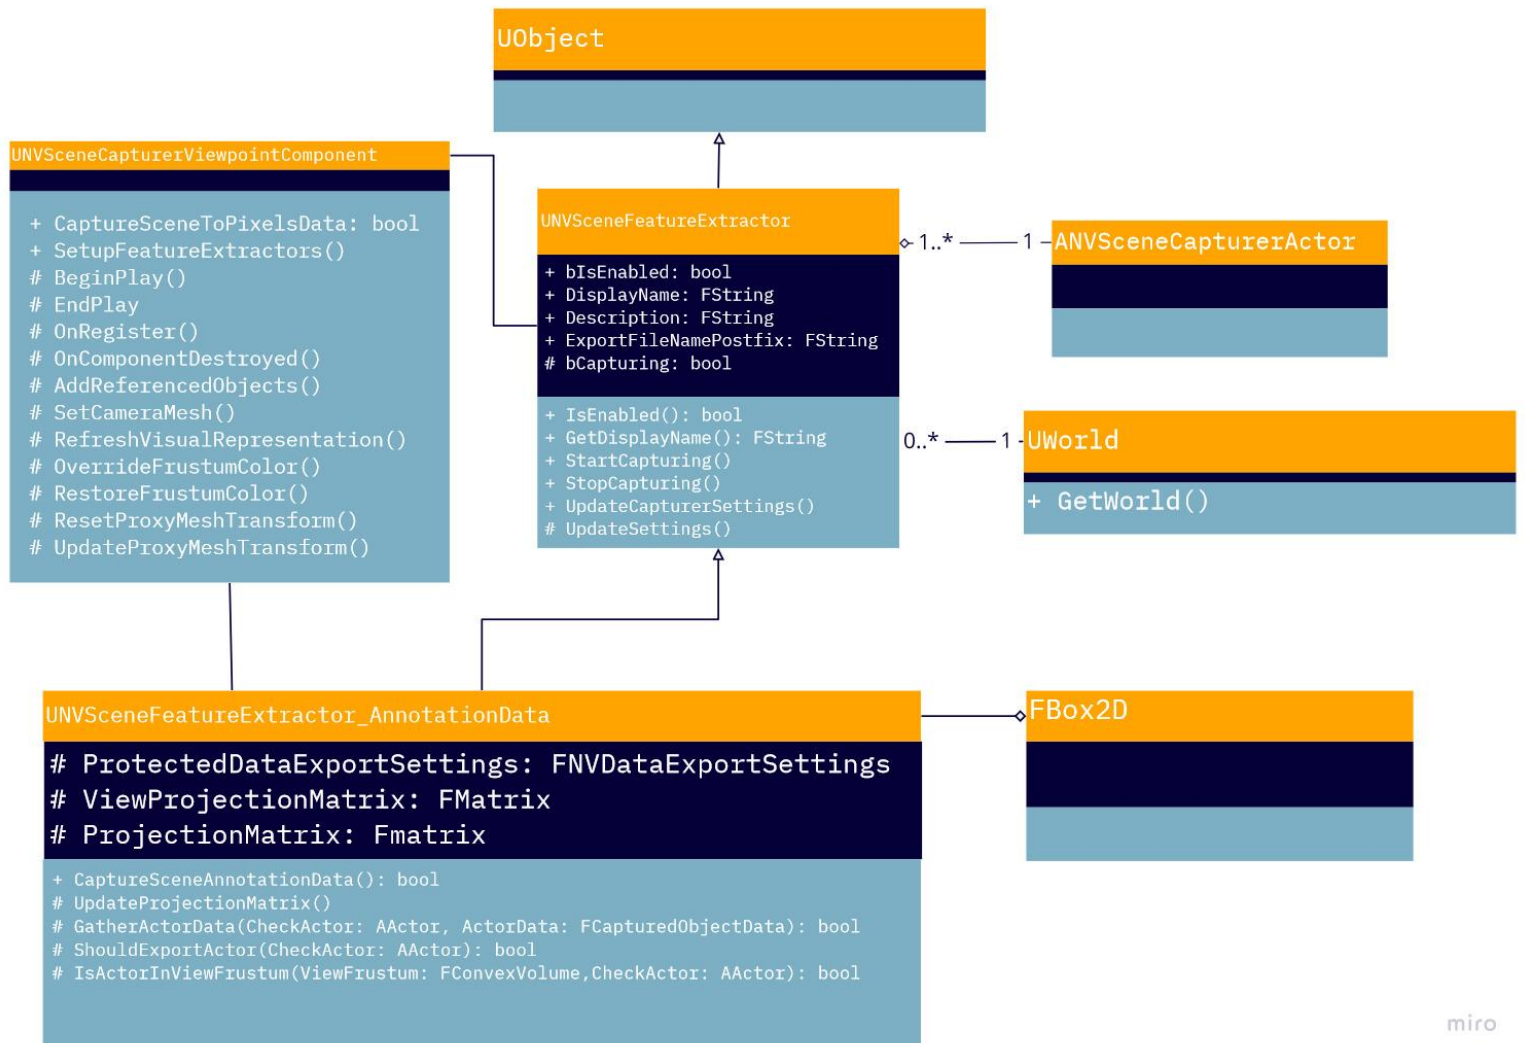 UObject
UNVSceneCapturerViewpointComponent
+ CaptureSceneToPixelsData: bool
+ SetupFeatureExtractors()
# BeginPlay()
# EndPlay
# OnRegister()
# OnComponentDestroyed()
# AddReferencedObjects()
# SetCameraMesh()
# RefreshVisualRepresentation()
# OverrideFrustumColor()
# RestoreFrustumColor()
# ResetProxyMeshTransform()
# UpdateProxyMeshTransform()
UNVSceneFeatureExtractor
+ bIsEnabled: bool
+ DisplayName: FString
+ Description: FString
+ ExportFileNamePostfix: FString
# bCapturing: bool
+ IsEnabled(): bool
+ GetDisplayName(): FString
+ StartCapturing()
+ StopCapturing()
+ UpdateCapturerSettings()
# UpdateSettings()
1..*
1
ANVSceneCapturerActor
0..*
1
UWorld
+ GetWorld()
UNVSceneFeatureExtractor_AnnotationData
# ProtectedDataExportSettings: FNVDataExportSettings
# ViewProjectionMatrix: FMatrix
# ProjectionMatrix: Fmatrix
+ CaptureSceneAnnotationData(): bool
# UpdateProjectionMatrix()
# GatherActorData(CheckActor: AActor, ActorData: FCapturedObjectData): bool
# ShouldExportActor(CheckActor: AActor): bool
# IsActorInViewFrustum(ViewFrustum: FConvexVolume,CheckActor: AActor): bool
FBox2D
miro